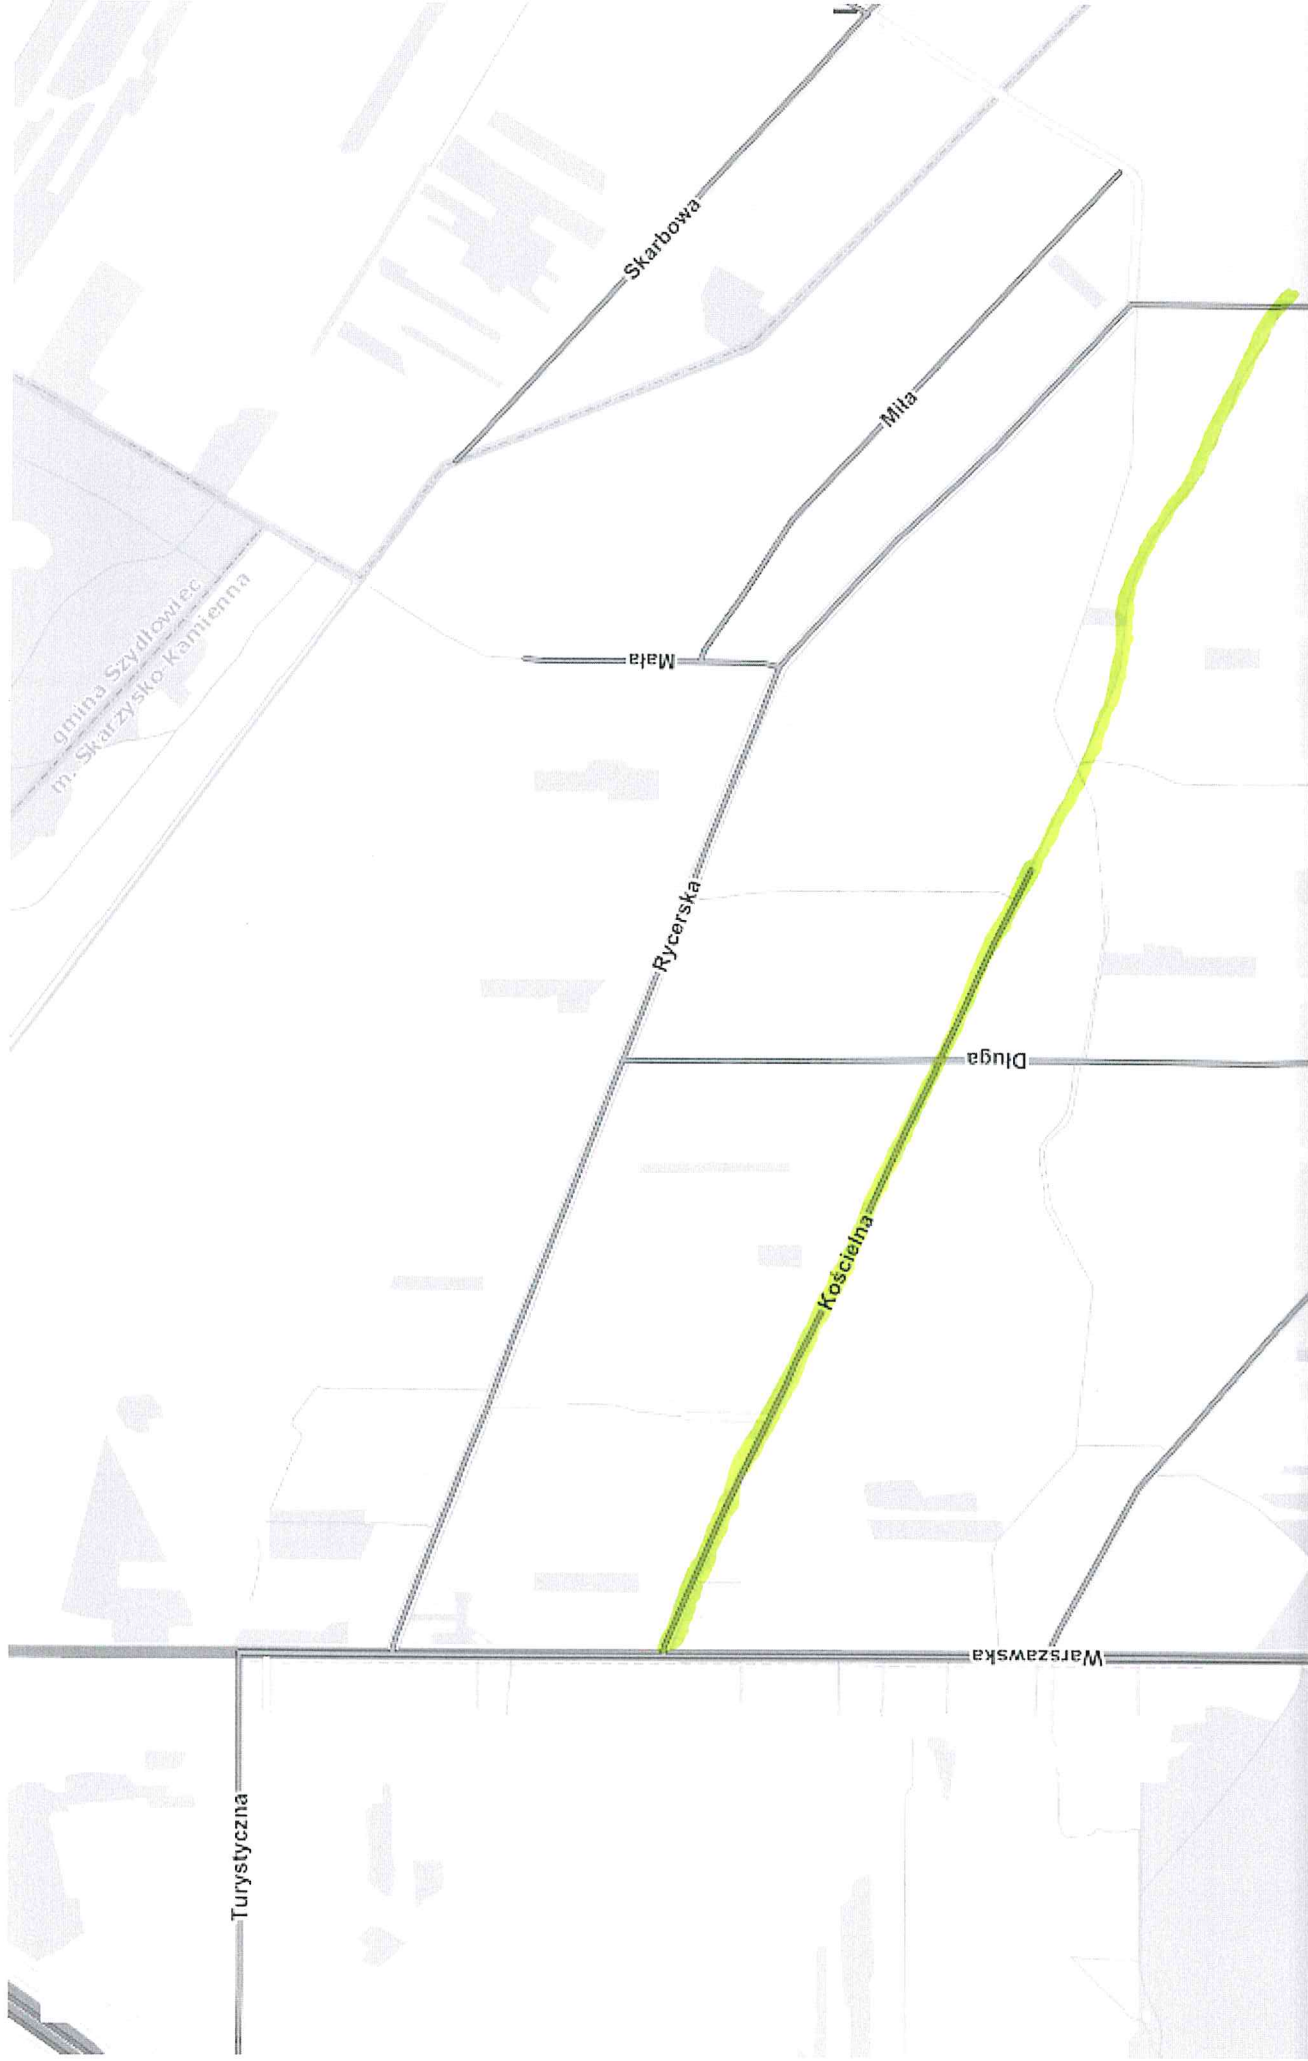 Skarbowa
Miła
gmina Szydłowiec
m. Skarżysko-Kamienna
Mała
Rycerska
Długa
Kościelna
Warszawska
Turystyczna